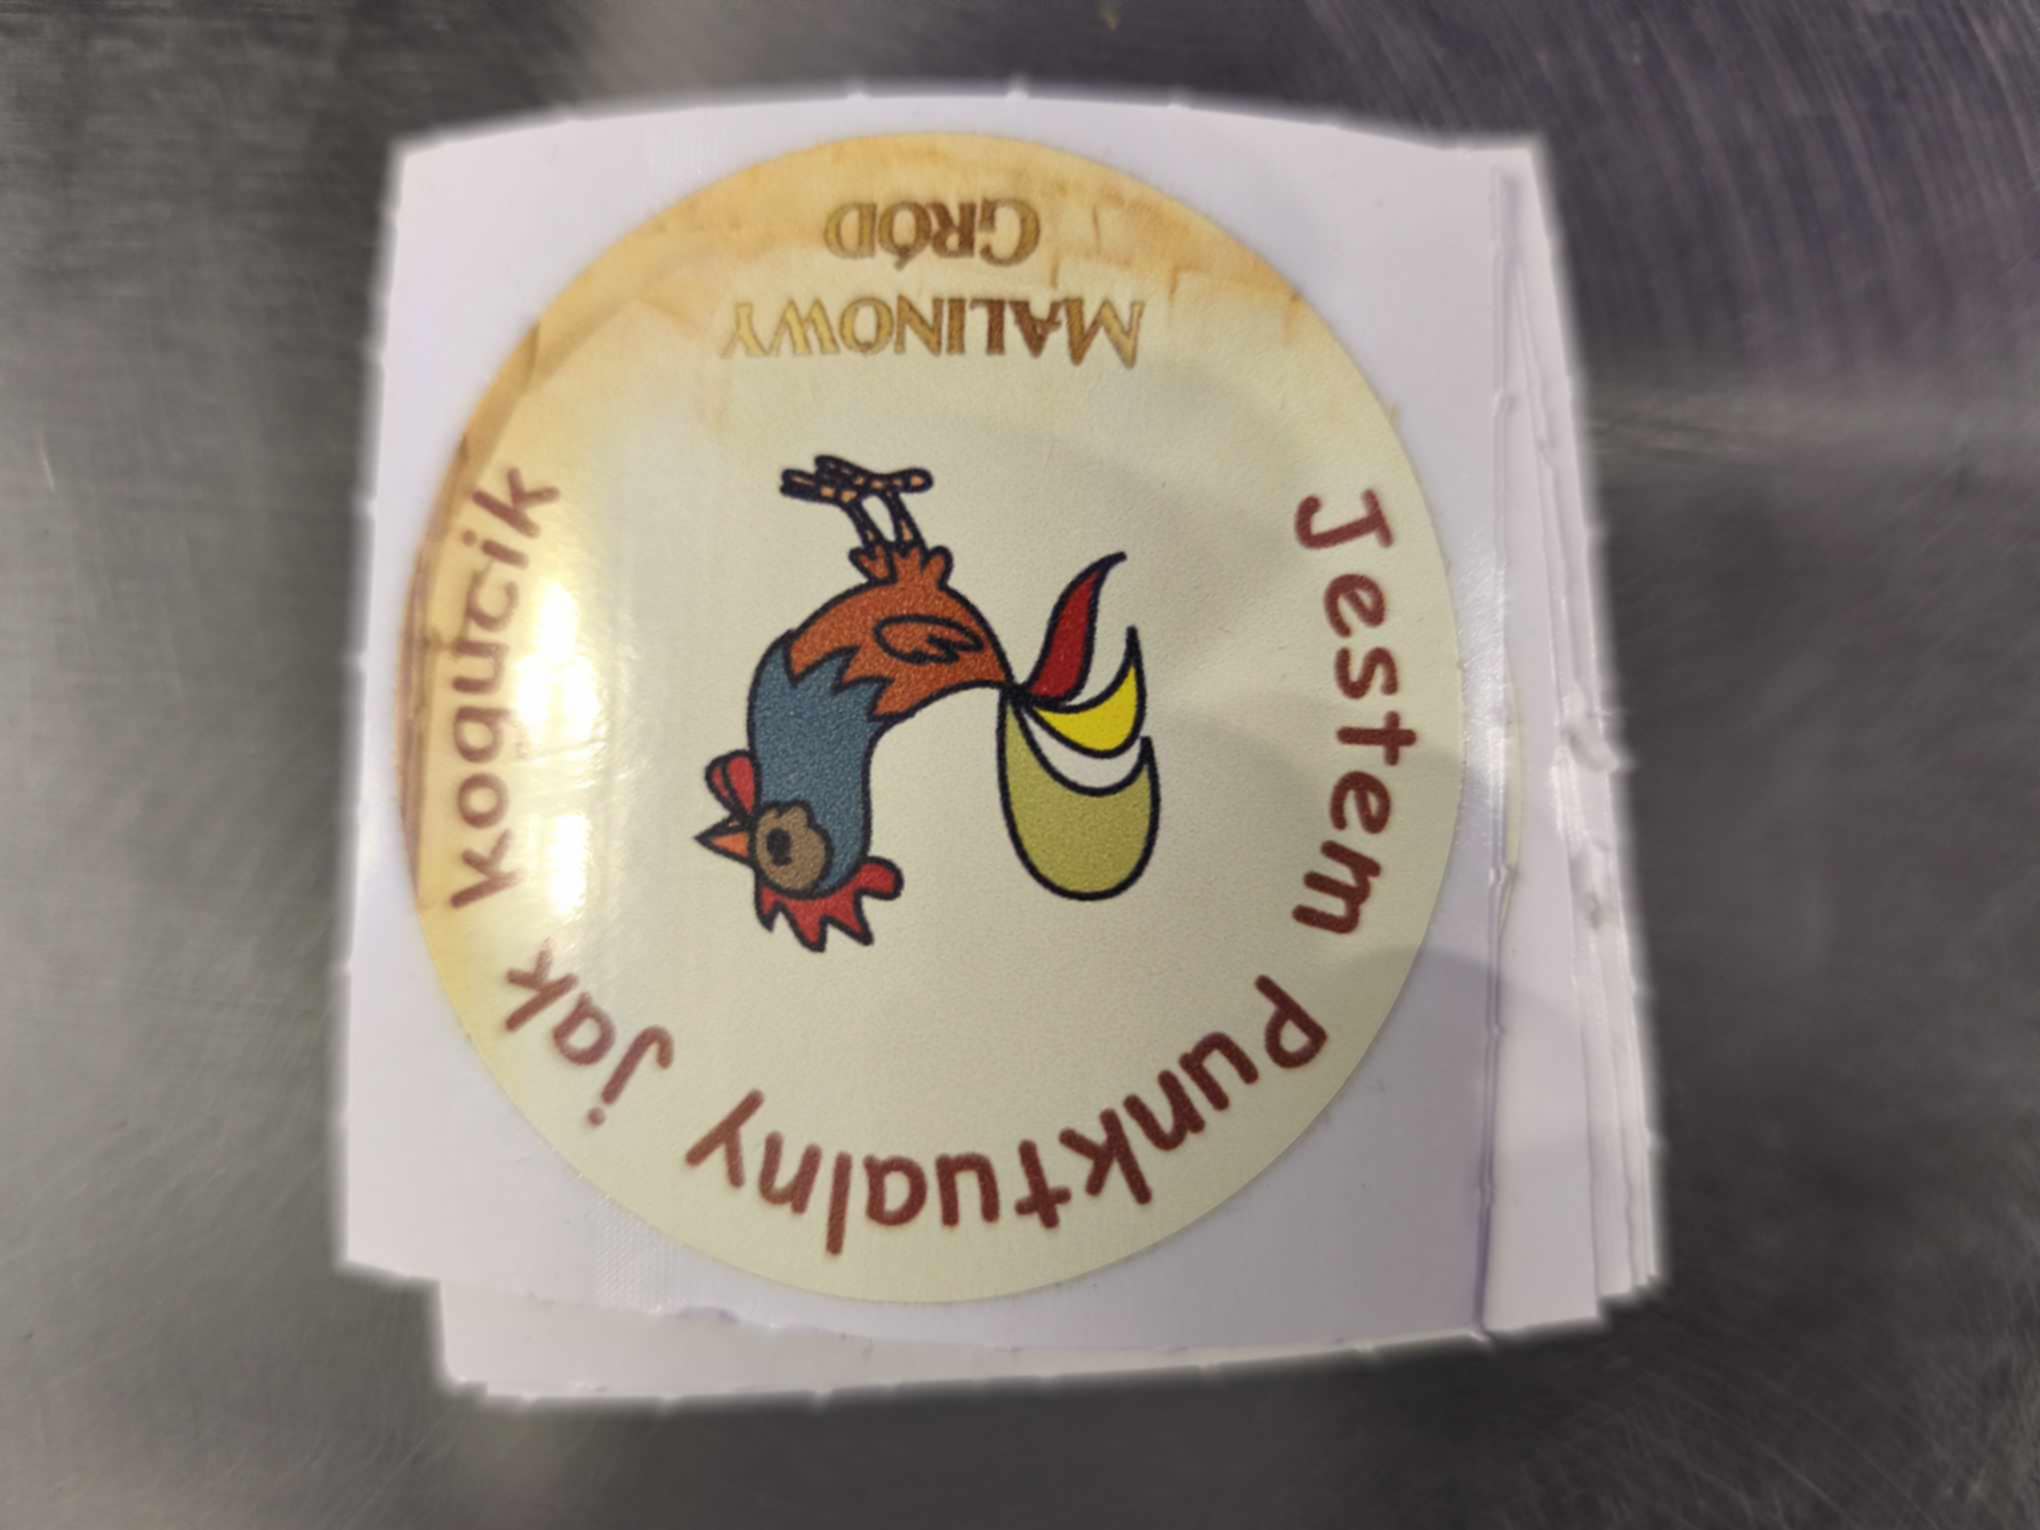 Jestem Punktualny jak kogucik
MALINOWY
GRÓD